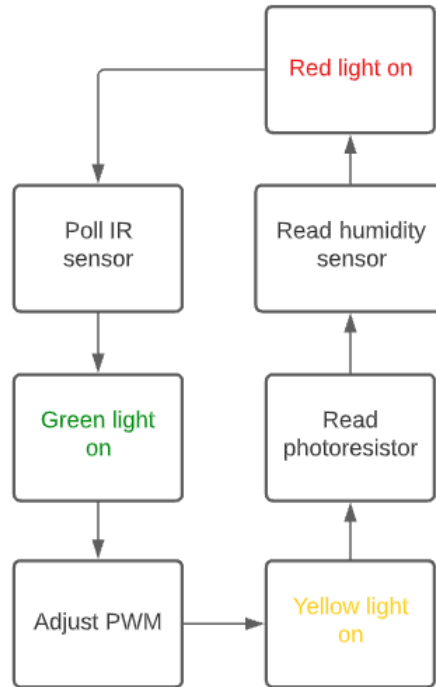 Red light on
Poll IR
sensor
Read humidity
sensor
Green light
on
Read
photoresistor
Adjust PWM
Yellow light
on